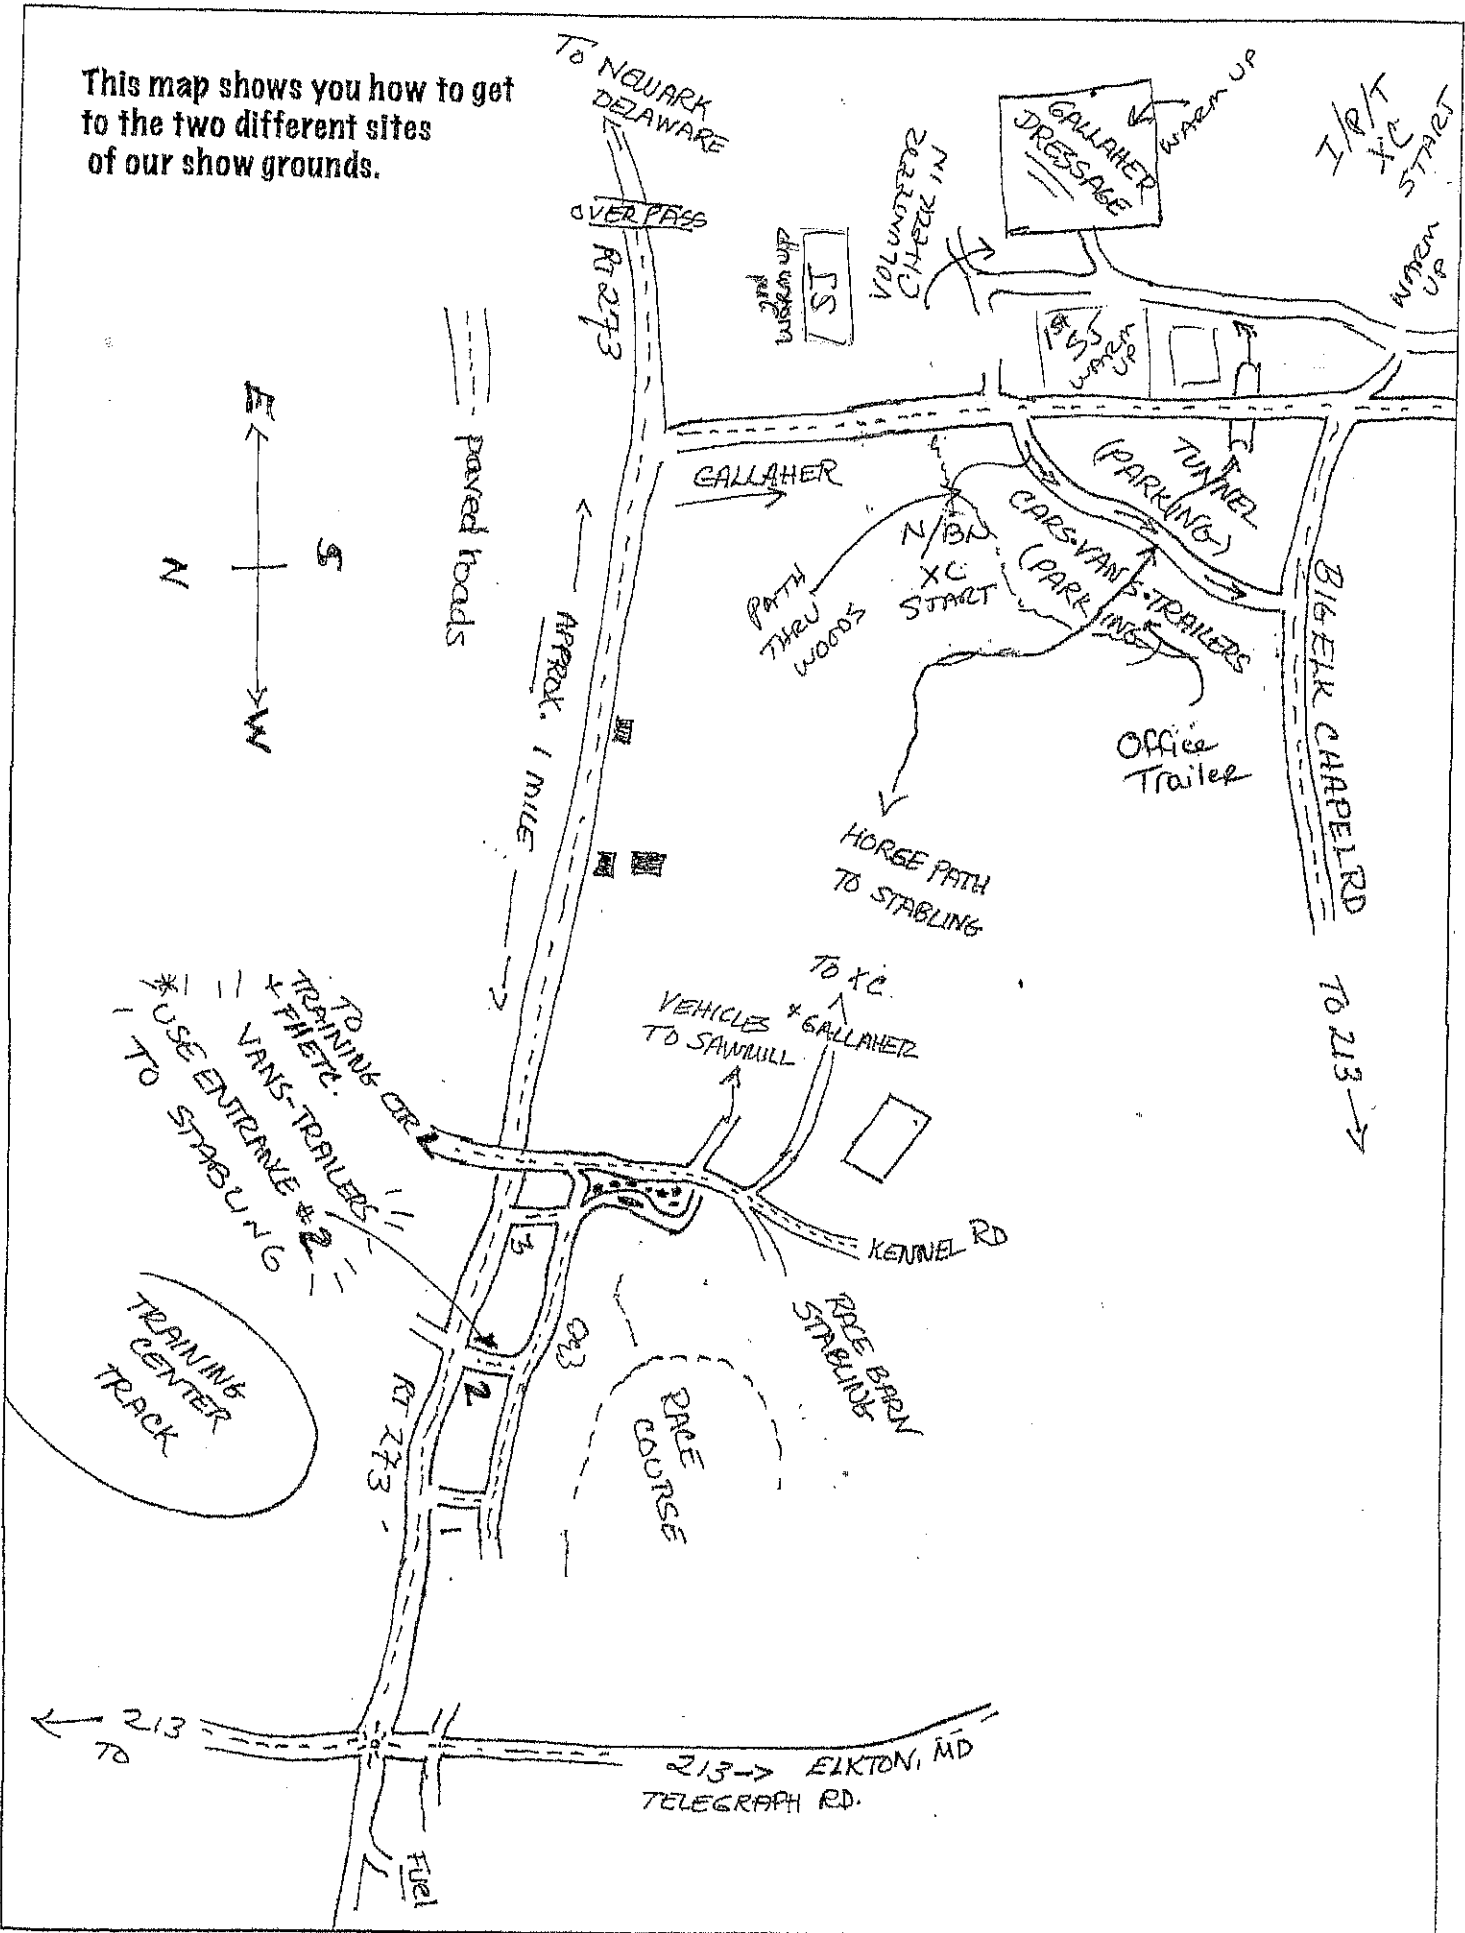 This map shows you how to get
to the two different sites
of our show grounds.
TO NEWARK
DELAWARE
OVERPASS
RT 273
WARM UP
GALLAHER
DRESSAGE
WARM UP
I/P/T
XC
START
WARM
UP
VOLUNTEER
CHECK IN
SJ
WARM UP
TUNNEL
(PARKING)
CARS-VANS-TRAILERS
(PARKING)
GALLAHER
N/BN
XC
START
PATH
THRU
WOODS
Office
Trailer
BIG ELK CHAPEL RD
TO 213
HORSE PATH
TO STABLING
paved roads
E
S
N
W
APPROX. 1 MILE
TO XC
& GALLAHER
VEHICLES
TO SAWMILL
TO
TRAINING CTR
VANS-TRAILERS
*USE ENTRANCE #2
TO STABLING
KENNEL RD
RACE BARN
STABLING
3
2
1
RACE
COURSE
TRAINING
CENTER
TRACK
RT 273
213
TO
213 → ELKTON, MD
TELEGRAPH RD.
FUEL